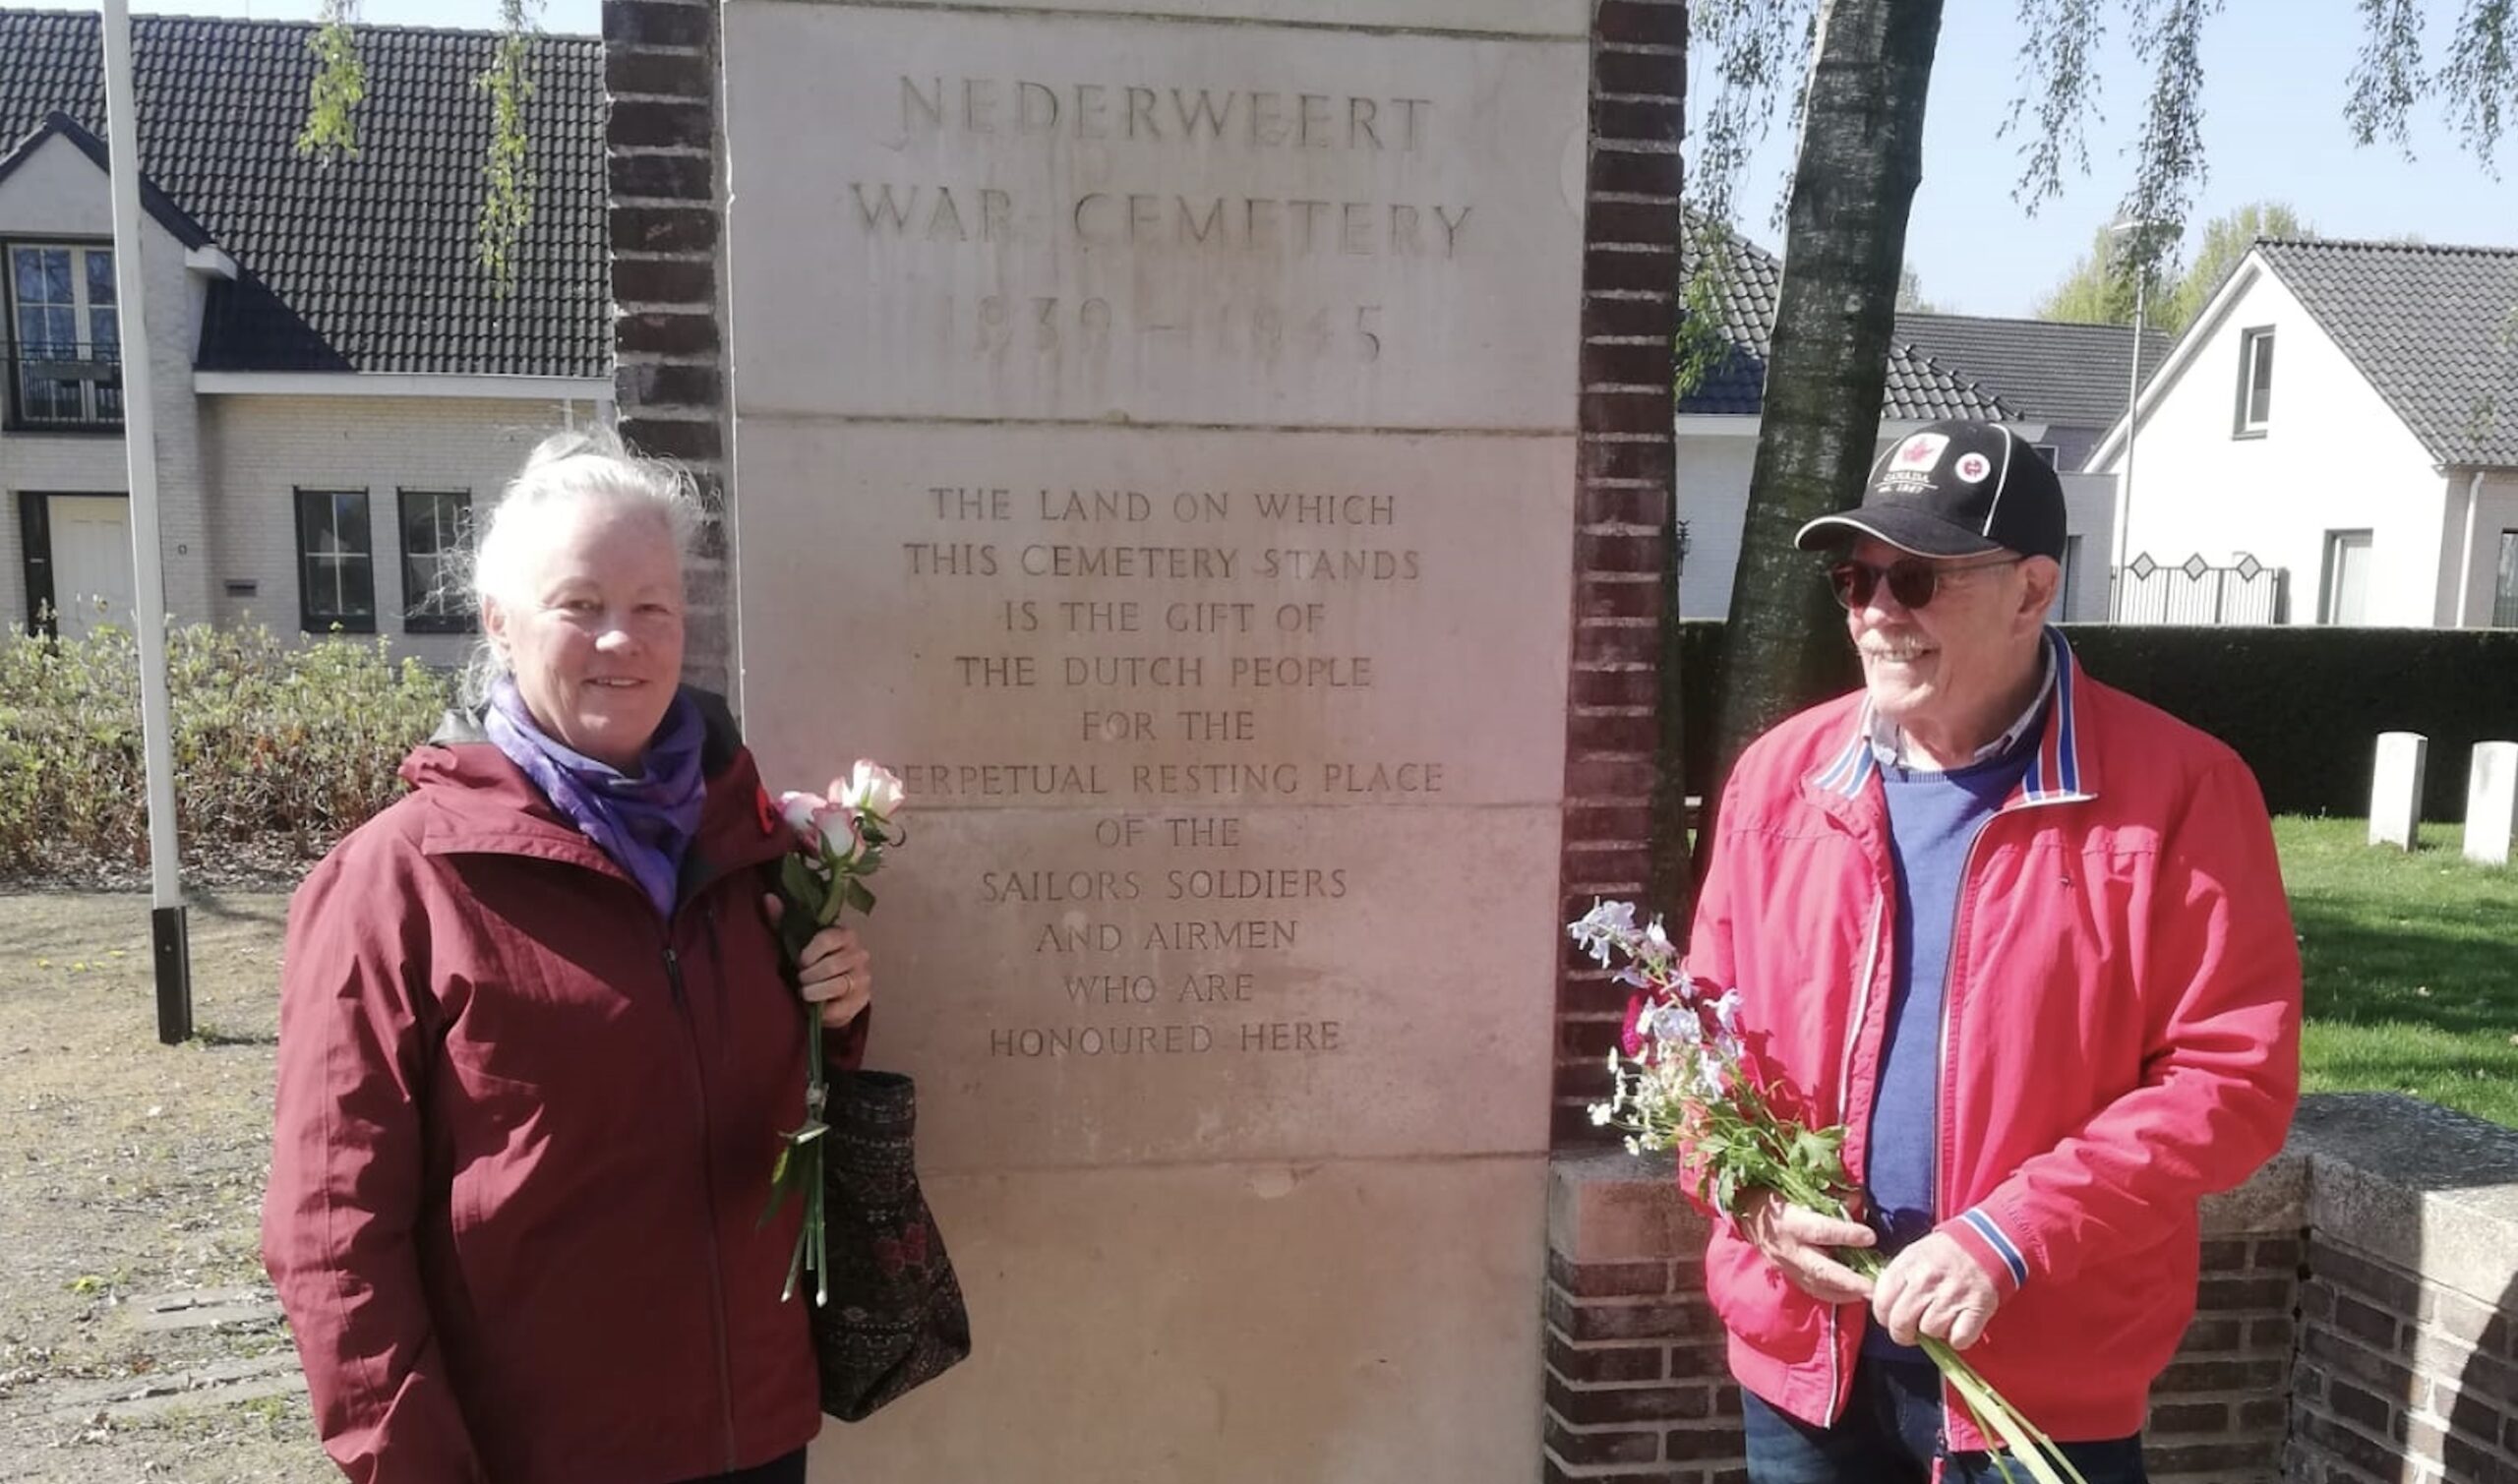 NEDERWEERT
WAR CEMETERY
1939 – 1945
THE LAND ON WHICH
THIS CEMETERY STANDS
IS THE GIFT OF
THE DUTCH PEOPLE
FOR THE
PERPETUAL RESTING PLACE
OF THE
SAILORS SOLDIERS
AND AIRMEN
WHO ARE
HONOURED HERE
CANADA